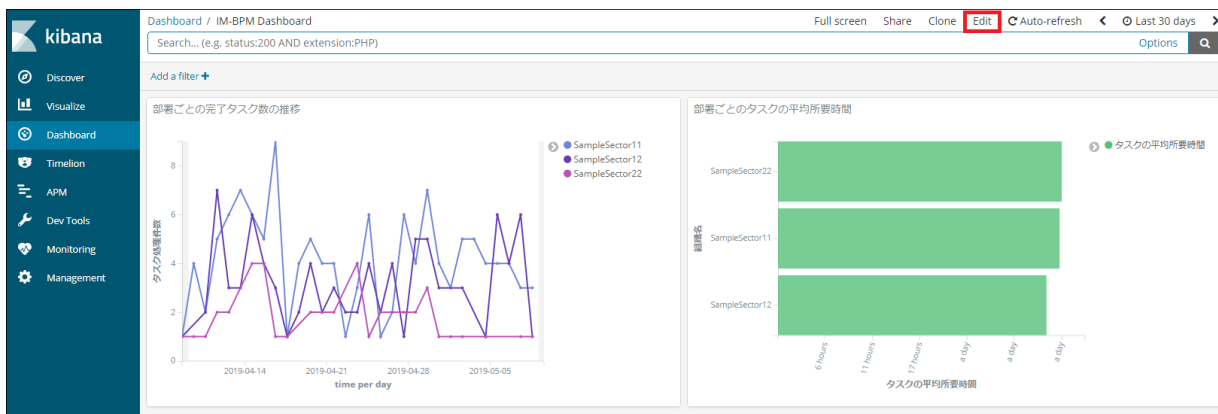 kibana
Discover
Visualize
Dashboard
Timelion
APM
Dev Tools
Monitoring
Management
Dashboard / IM-BPM Dashboard
Full screen Share Clone Edit Auto-refresh Last 30 days
Search... (e.g. status:200 AND extension:PHP)
Options
Add a filter
部署ごとの完了タスク数の推移
タスク処理件数
8
6
4
2
0
2019-04-14 2019-04-21 2019-04-28 2019-05-05
time per day
SampleSector11
SampleSector12
SampleSector22
部署ごとのタスクの平均所要時間
組織名
SampleSector22
SampleSector11
SampleSector12
6 hours 11 hours 17 hours a day a day a day
タスクの平均所要時間
タスクの平均所要時間